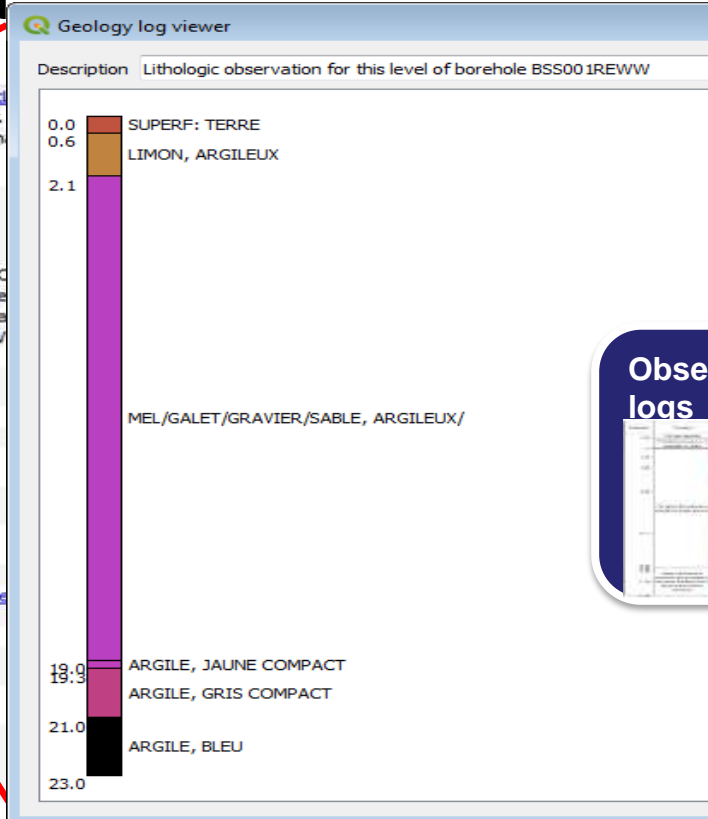 Geology log viewer
Description Lithologic observation for this level of borehole BSS001REWW
0.0
SUPERF: TERRE
0.6
LIMON, ARGILEUX
2.1
MEL/GALET/GRAVIER/SABLE, ARGILEUX/
19.0
ARGILE, JAUNE COMPACT
19.3
ARGILE, GRIS COMPACT
21.0
ARGILE, BLEU
23.0
logs